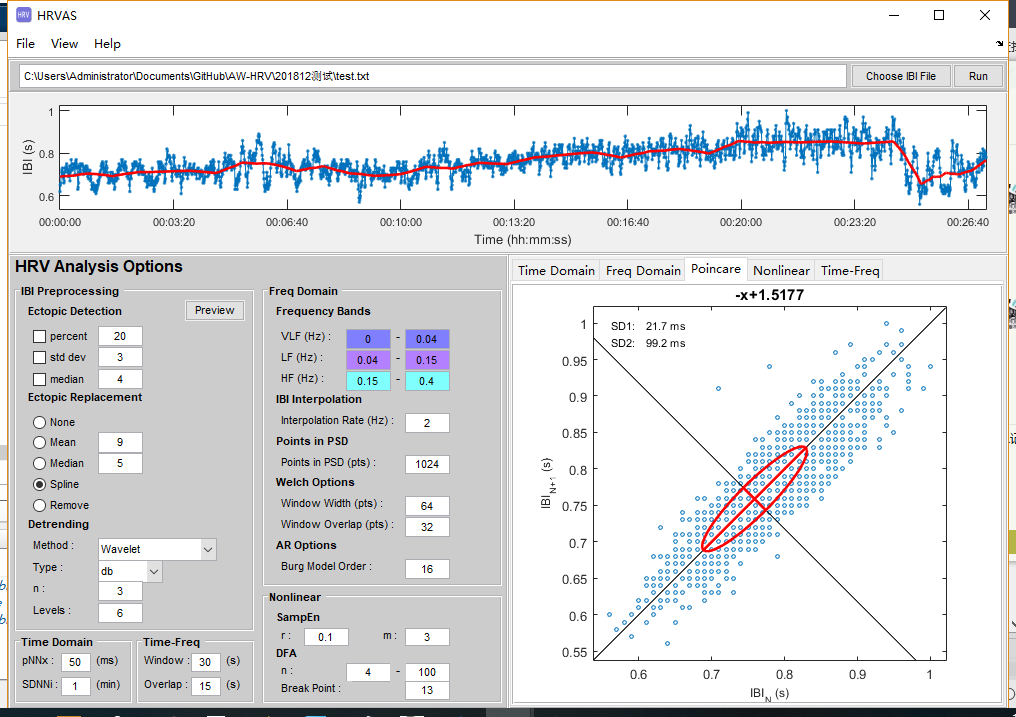 HRV HRVAS
File View Help
C:\Users\Administrator\Documents\GitHub\AW-HRV\201812测试\test.txt Choose IBI File Run
1
0.8
0.6
IBI (s)
00:00:00 00:03:20 00:06:40 00:10:00 00:13:20 00:16:40 00:20:00 00:23:20 00:26:40
Time (hh:mm:ss)
HRV Analysis Options
IBI Preprocessing
Ectopic Detection Preview
percent 20
std dev 3
median 4
Ectopic Replacement
None
Mean 9
Median 5
Spline
Remove
Detrending
Method : Wavelet
Type : db
n : 3
Levels : 6
Time Domain
pNNx : 50 (ms)
SDNNi : 1 (min)
Time-Freq
Window : 30 (s)
Overlap : 15 (s)
Freq Domain
Frequency Bands
VLF (Hz) : 0 - 0.04
LF (Hz) : 0.04 - 0.15
HF (Hz) : 0.15 - 0.4
IBI Interpolation
Interpolation Rate (Hz) : 2
Points in PSD
Points in PSD (pts) : 1024
Welch Options
Window Width (pts) : 64
Window Overlap (pts) : 32
AR Options
Burg Model Order : 16
Nonlinear
SampEn
r : 0.1 m : 3
DFA
n : 4 - 100
Break Point : 13
Time Domain Freq Domain Poincare Nonlinear Time-Freq
-x+1.5177
SD1: 21.7 ms
SD2: 99.2 ms
1
0.95
0.9
0.85
0.8
0.75
0.7
0.65
0.6
0.55
IBI N+1 (s)
0.6 0.7 0.8 0.9 1
IBI N (s)